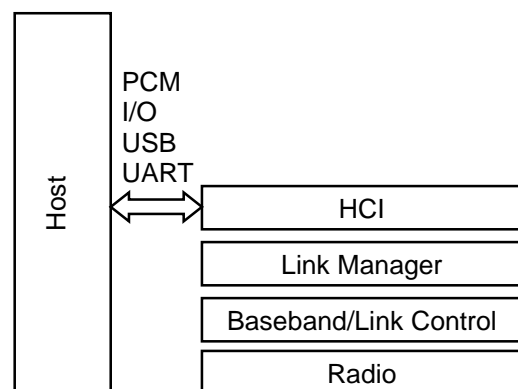 PCM
I/O
USB
UART
Host
HCI
Link Manager
Baseband/Link Control
Radio